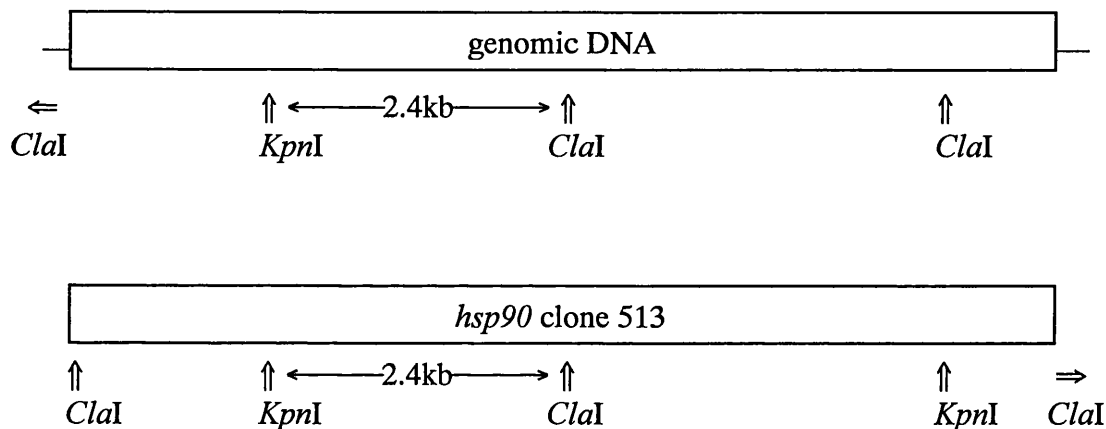 genomic DNA
2.4kb
ClaI KpnI ClaI ClaI
hsp90 clone 513
2.4kb
ClaI KpnI ClaI KpnI ClaI